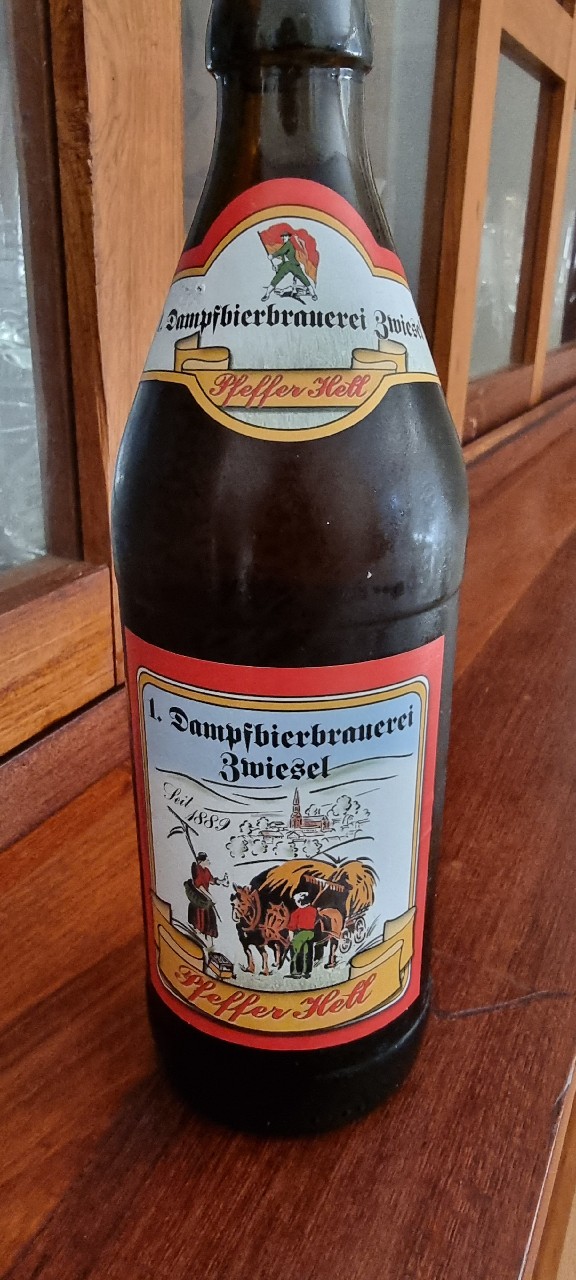 1. Dampfbierbrauerei Zwiesel
Pfeffer Hell
1. Dampfbierbrauerei
Zwiesel
Seit
1889
Pfeffer Hell